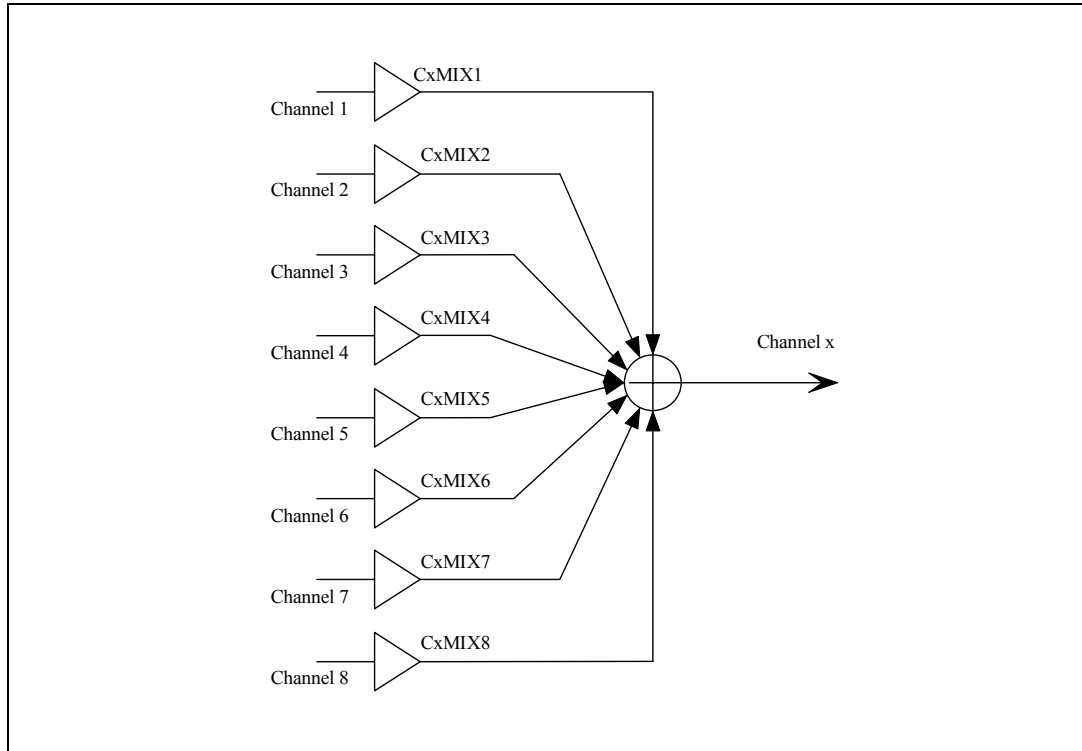 CxMIX1
Channel 1
CxMIX2
Channel 2
CxMIX3
Channel 3
CxMIX4
Channel 4
Channel x
CxMIX5
Channel 5
CxMIX6
Channel 6
CxMIX7
Channel 7
CxMIX8
Channel 8